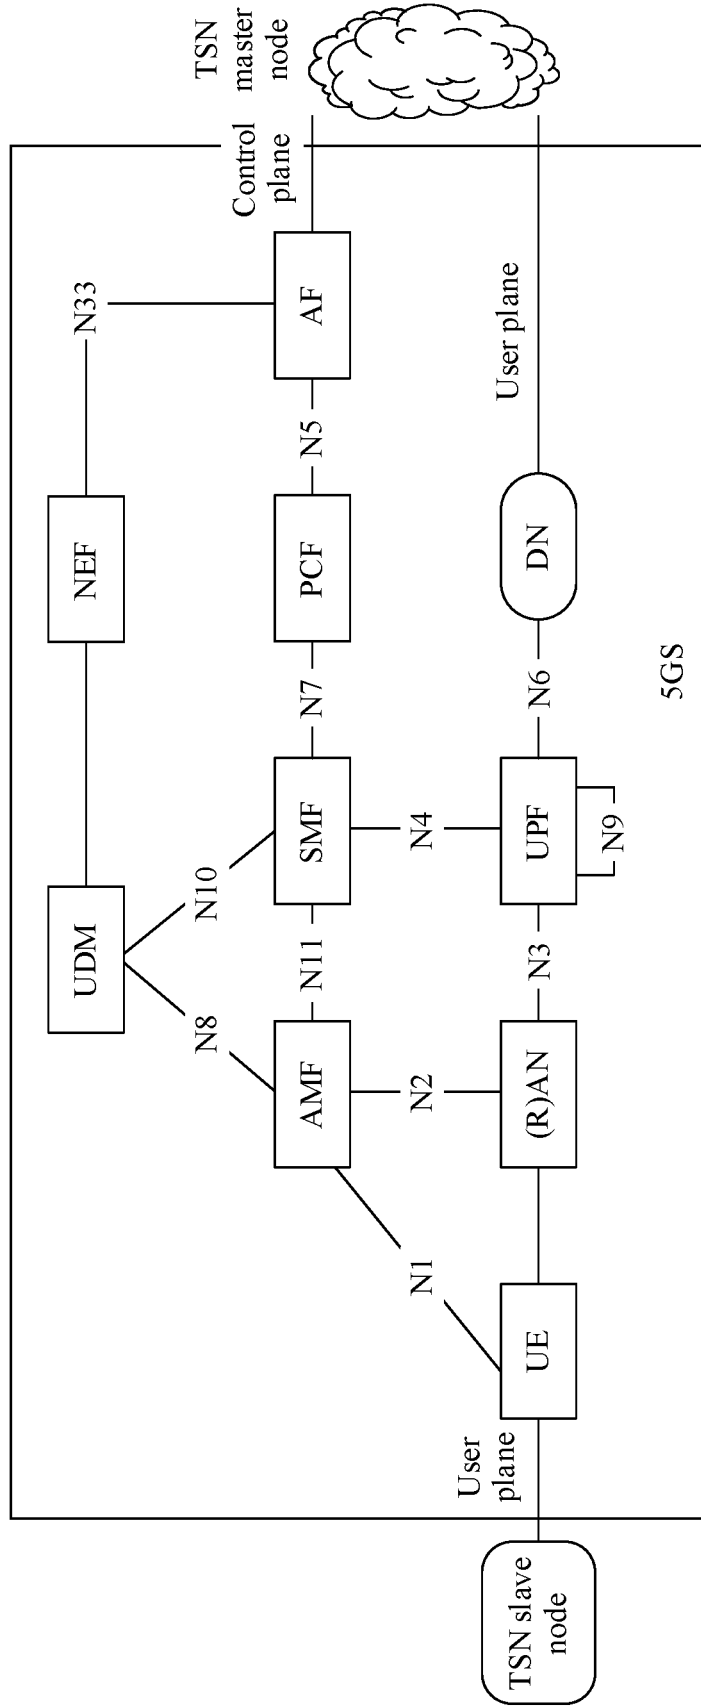 TSN
master
node
Control
plane
UDM
NEF
N33
N8
N10
AMF
N11
SMF
N7
PCF
N5
AF
N1
N2
N4
User
plane
TSN slave
node
UE
(R)AN
N3
UPF
N6
DN
User plane
N9
5GS